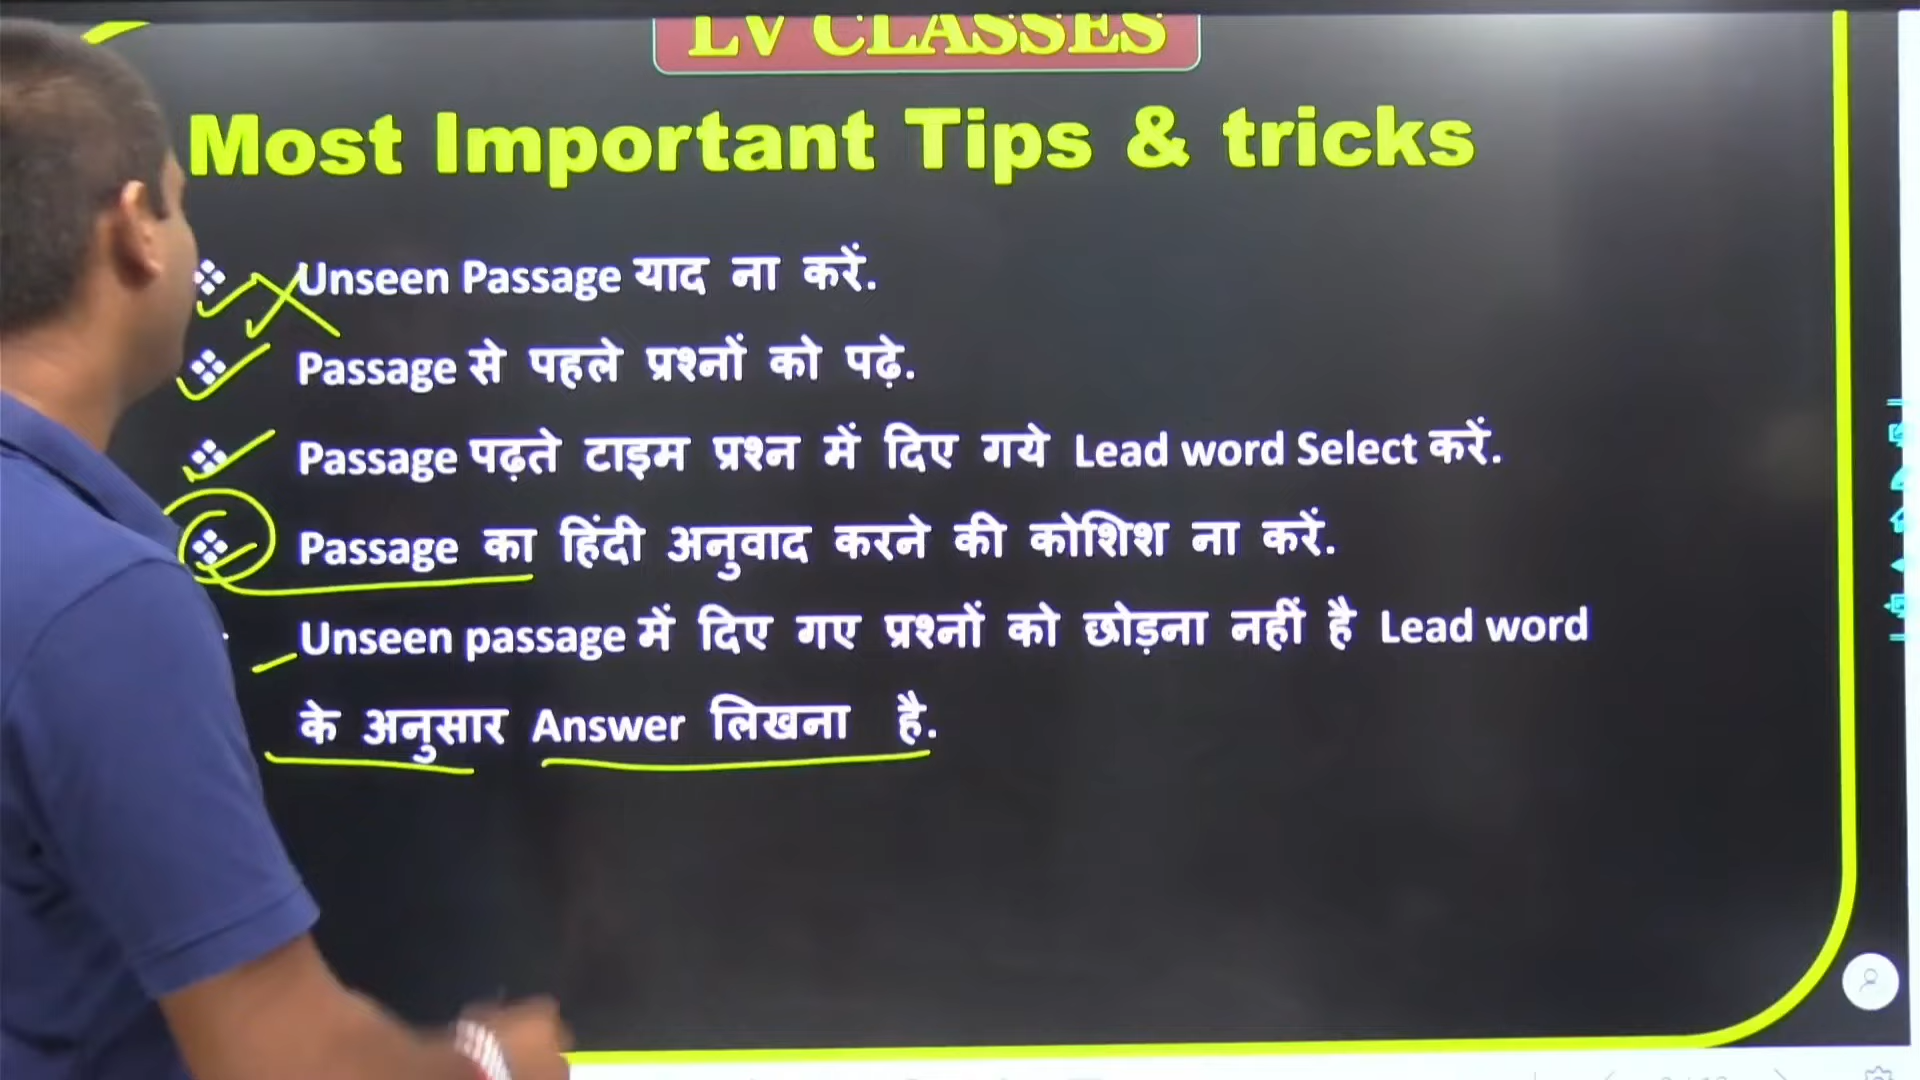 LV CLASSES
Most Important Tips & tricks
Unseen Passage याद ना करें.
Passage से पहले प्रश्नों को पढ़े.
Passage पढ़ते टाइम प्रश्न में दिए गये Lead word Select करें.
Passage का हिंदी अनुवाद करने की कोशिश ना करें.
Unseen passage में दिए गए प्रश्नों को छोड़ना नहीं है Lead word
के अनुसार Answer लिखना है.